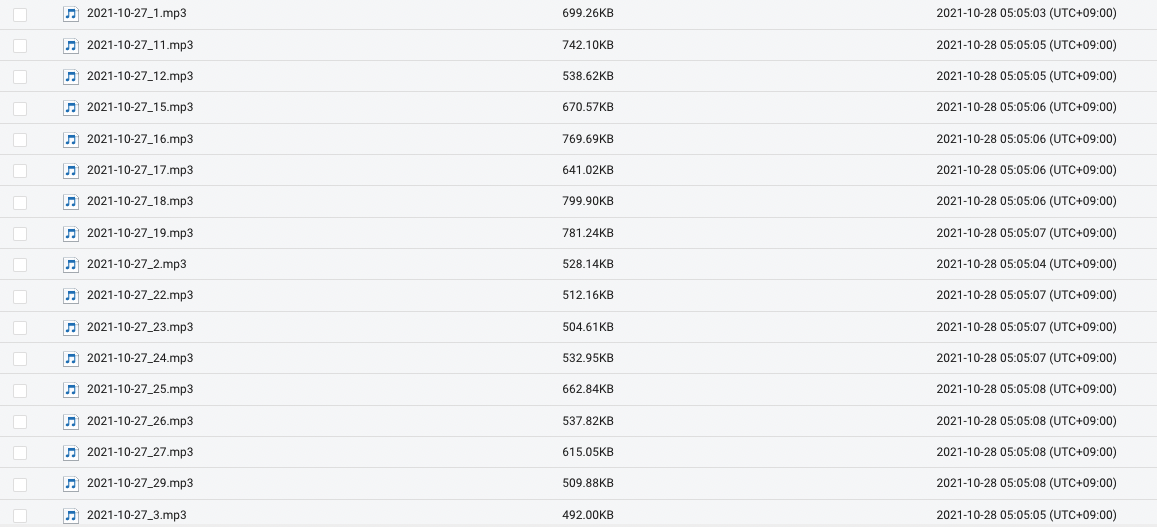 2021-10-27_1.mp3 699.26KB 2021-10-28 05:05:03 (UTC+09:00)
2021-10-27_11.mp3 742.10KB 2021-10-28 05:05:05 (UTC+09:00)
2021-10-27_12.mp3 538.62KB 2021-10-28 05:05:05 (UTC+09:00)
2021-10-27_15.mp3 670.57KB 2021-10-28 05:05:06 (UTC+09:00)
2021-10-27_16.mp3 769.69KB 2021-10-28 05:05:06 (UTC+09:00)
2021-10-27_17.mp3 641.02KB 2021-10-28 05:05:06 (UTC+09:00)
2021-10-27_18.mp3 799.90KB 2021-10-28 05:05:06 (UTC+09:00)
2021-10-27_19.mp3 781.24KB 2021-10-28 05:05:07 (UTC+09:00)
2021-10-27_2.mp3 528.14KB 2021-10-28 05:05:04 (UTC+09:00)
2021-10-27_22.mp3 512.16KB 2021-10-28 05:05:07 (UTC+09:00)
2021-10-27_23.mp3 504.61KB 2021-10-28 05:05:07 (UTC+09:00)
2021-10-27_24.mp3 532.95KB 2021-10-28 05:05:07 (UTC+09:00)
2021-10-27_25.mp3 662.84KB 2021-10-28 05:05:08 (UTC+09:00)
2021-10-27_26.mp3 537.82KB 2021-10-28 05:05:08 (UTC+09:00)
2021-10-27_27.mp3 615.05KB 2021-10-28 05:05:08 (UTC+09:00)
2021-10-27_29.mp3 509.88KB 2021-10-28 05:05:08 (UTC+09:00)
2021-10-27_3.mp3 492.00KB 2021-10-28 05:05:05 (UTC+09:00)